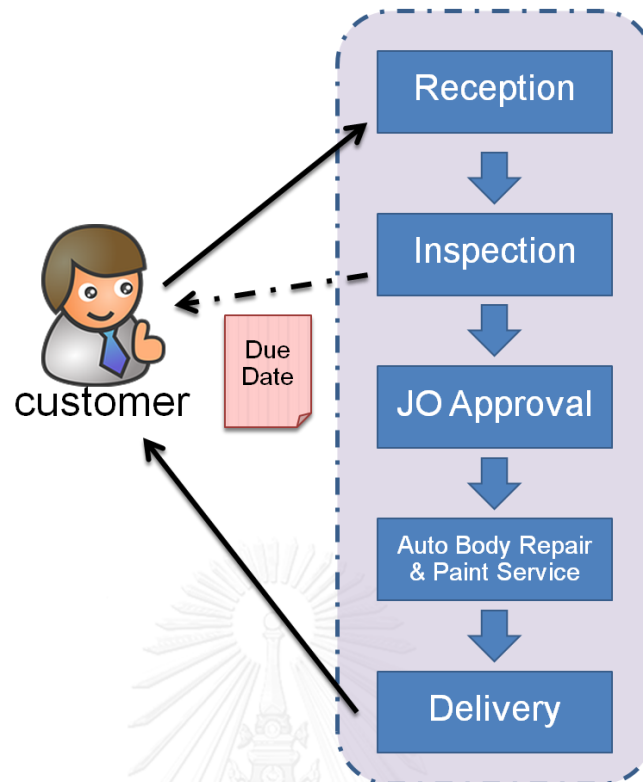 Reception
Inspection
Due
Date
customer
JO Approval
Auto Body Repair
& Paint Service
Delivery